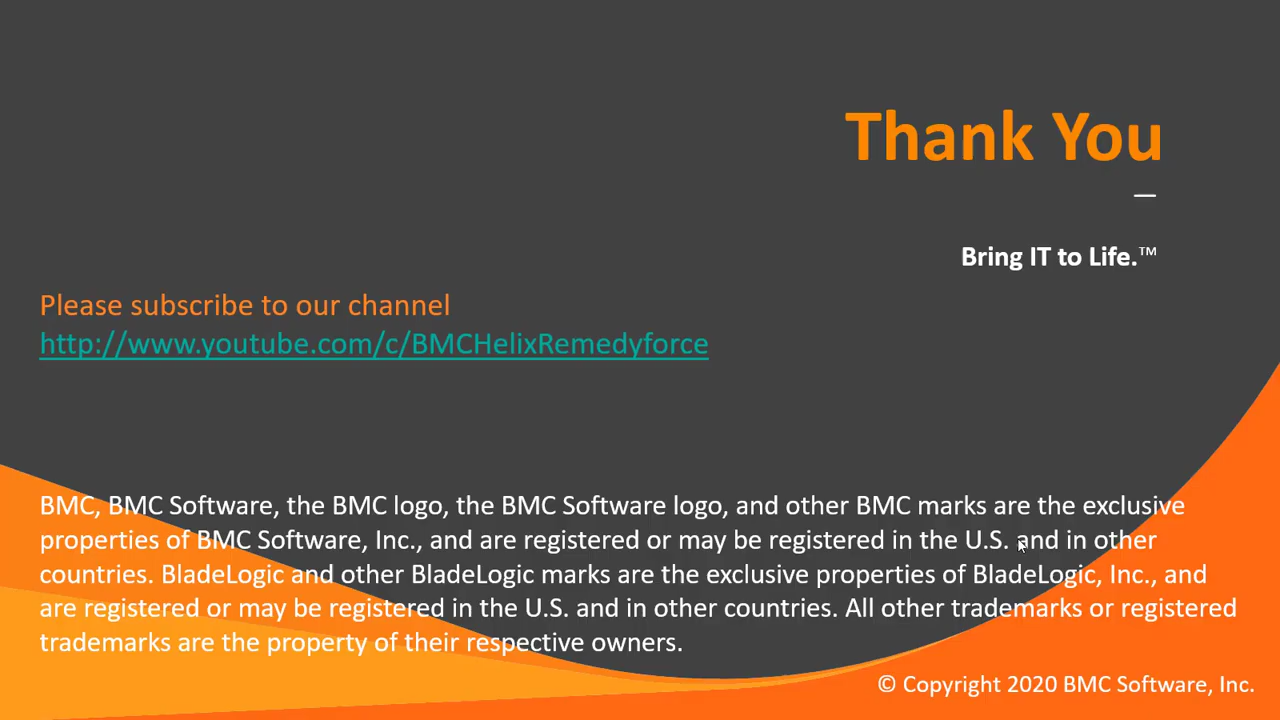 Thank You
—
Bring IT to Life.™
Please subscribe to our channel
http://www.youtube.com/c/BMCHelixRemedyforce
BMC, BMC Software, the BMC logo, the BMC Software logo, and other BMC marks are the exclusive
properties of BMC Software, Inc., and are registered or may be registered in the U.S. and in other
countries. BladeLogic and other BladeLogic marks are the exclusive properties of BladeLogic, Inc., and
are registered or may be registered in the U.S. and in other countries. All other trademarks or registered
trademarks are the property of their respective owners.
© Copyright 2020 BMC Software, Inc.